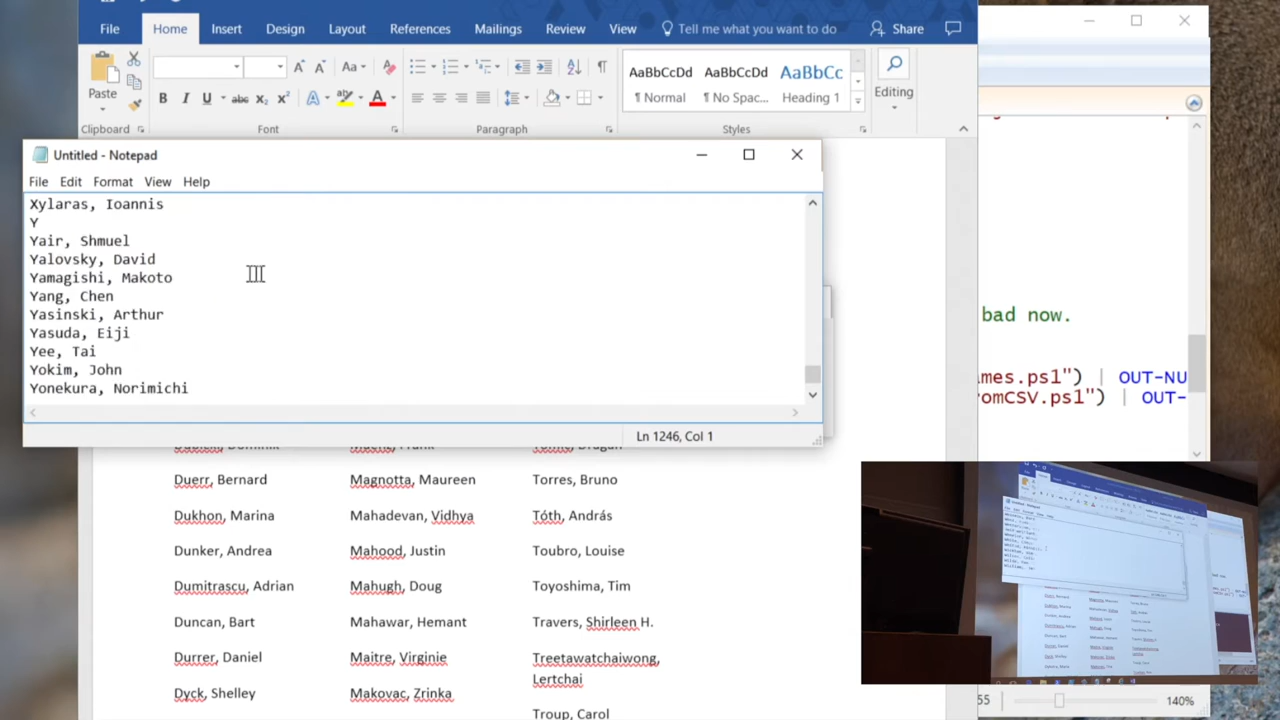 File Home Insert Design Layout References Mailings Review View Tell me what you want to do Share
Paste
Aa
B I U abc X₂ X² A A
AaBbCcDd AaBbCcDd AaBbCc
¶ Normal ¶ No Spac... Heading 1
Editing
Clipboard Font Paragraph Styles
Untitled - Notepad
File Edit Format View Help
Xylaras, Ioannis
Y
Yair, Shmuel
Yalovsky, David
Yamagishi, Makoto
Yang, Chen
Yasinski, Arthur
Yasuda, Eiji
Yee, Tai
Yokim, John
Yonekura, Norimichi
Ln 1246, Col 1
bad now.
mes.ps1") | OUT-NU
omCSV.ps1") | OUT-
Duerr, Bernard Magnotta, Maureen Torres, Bruno
Dukhon, Marina Mahadevan, Vidhya Tóth, András
Dunker, Andrea Mahood, Justin Toubro, Louise
Dumitrascu, Adrian Mahugh, Doug Toyoshima, Tim
Duncan, Bart Mahawar, Hemant Travers, Shirleen H.
Durrer, Daniel Maitre, Virginie Treetawatchaiwong,
Lertchai
Dyck, Shelley Makovac, Zrinka
Troup, Carol
55 140%